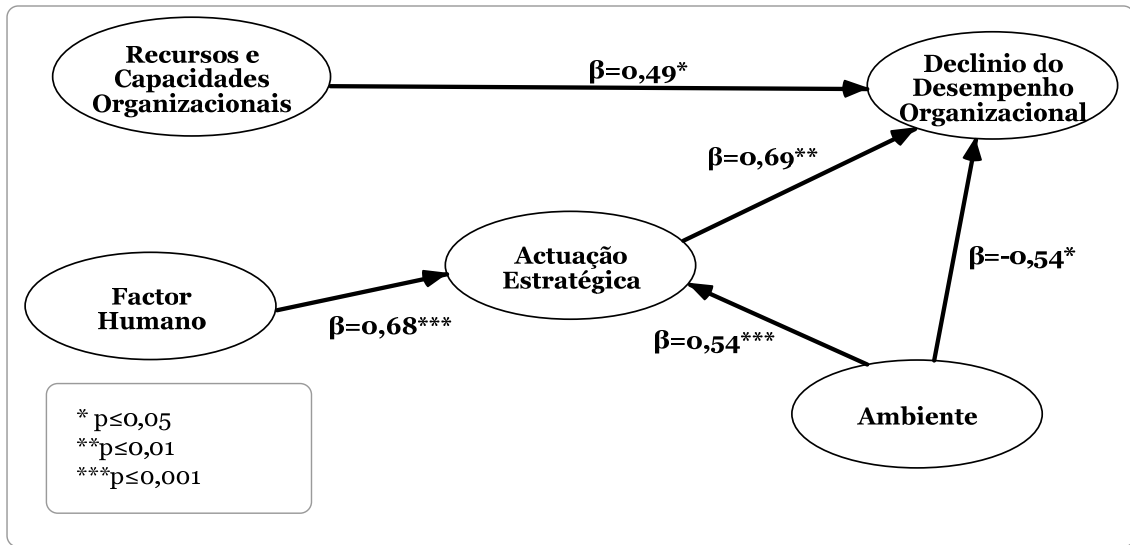 Recursos e
Capacidades
Organizacionais
β=0,49*
Declinio do
Desempenho
Organizacional
β=0,69**
Actuação
Estratégica
β=-0,54*
Factor
Humano
β=0,68***
β=0,54***
Ambiente
* p≤0,05
**p≤0,01
***p≤0,001